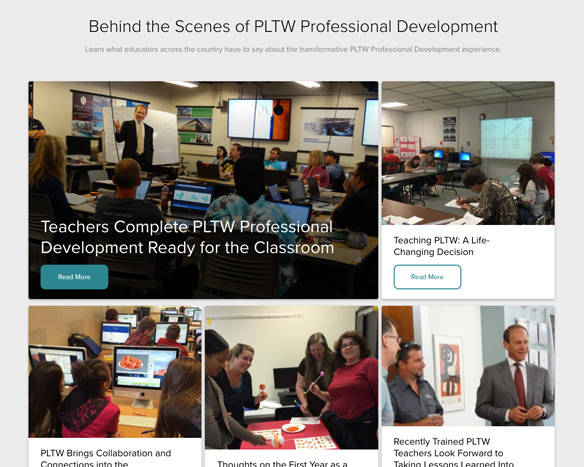 Behind the Scenes of PLTW Professional Development
Learn what educators across the country have to say about the transformative PLTW Professional Development experience.
Teachers Complete PLTW Professional
Development Ready for the Classroom
Read More
Teaching PLTW: A Life-
Changing Decision
Read More
PLTW Brings Collaboration and
Connections into the
Thoughts on the First Year as a
Recently Trained PLTW
Teachers Look Forward to
Taking Lessons Learned Into